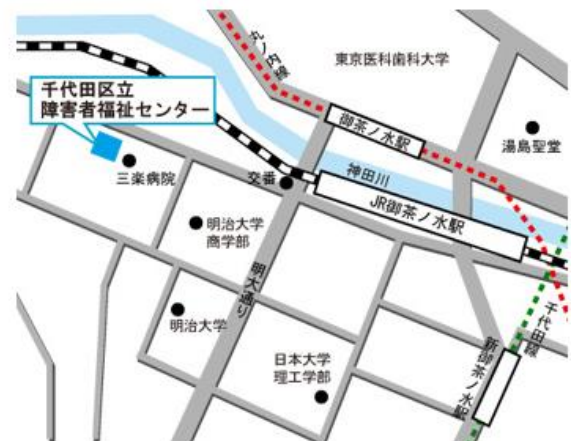 丸ノ内線
東京医科歯科大学
千代田区立
障害者福祉センター
御茶ノ水駅
湯島聖堂
三楽病院
交番
神田川
JR御茶ノ水駅
明治大学
商学部
明大通り
千代田線
明治大学
新御茶ノ水駅
日本大学
理工学部